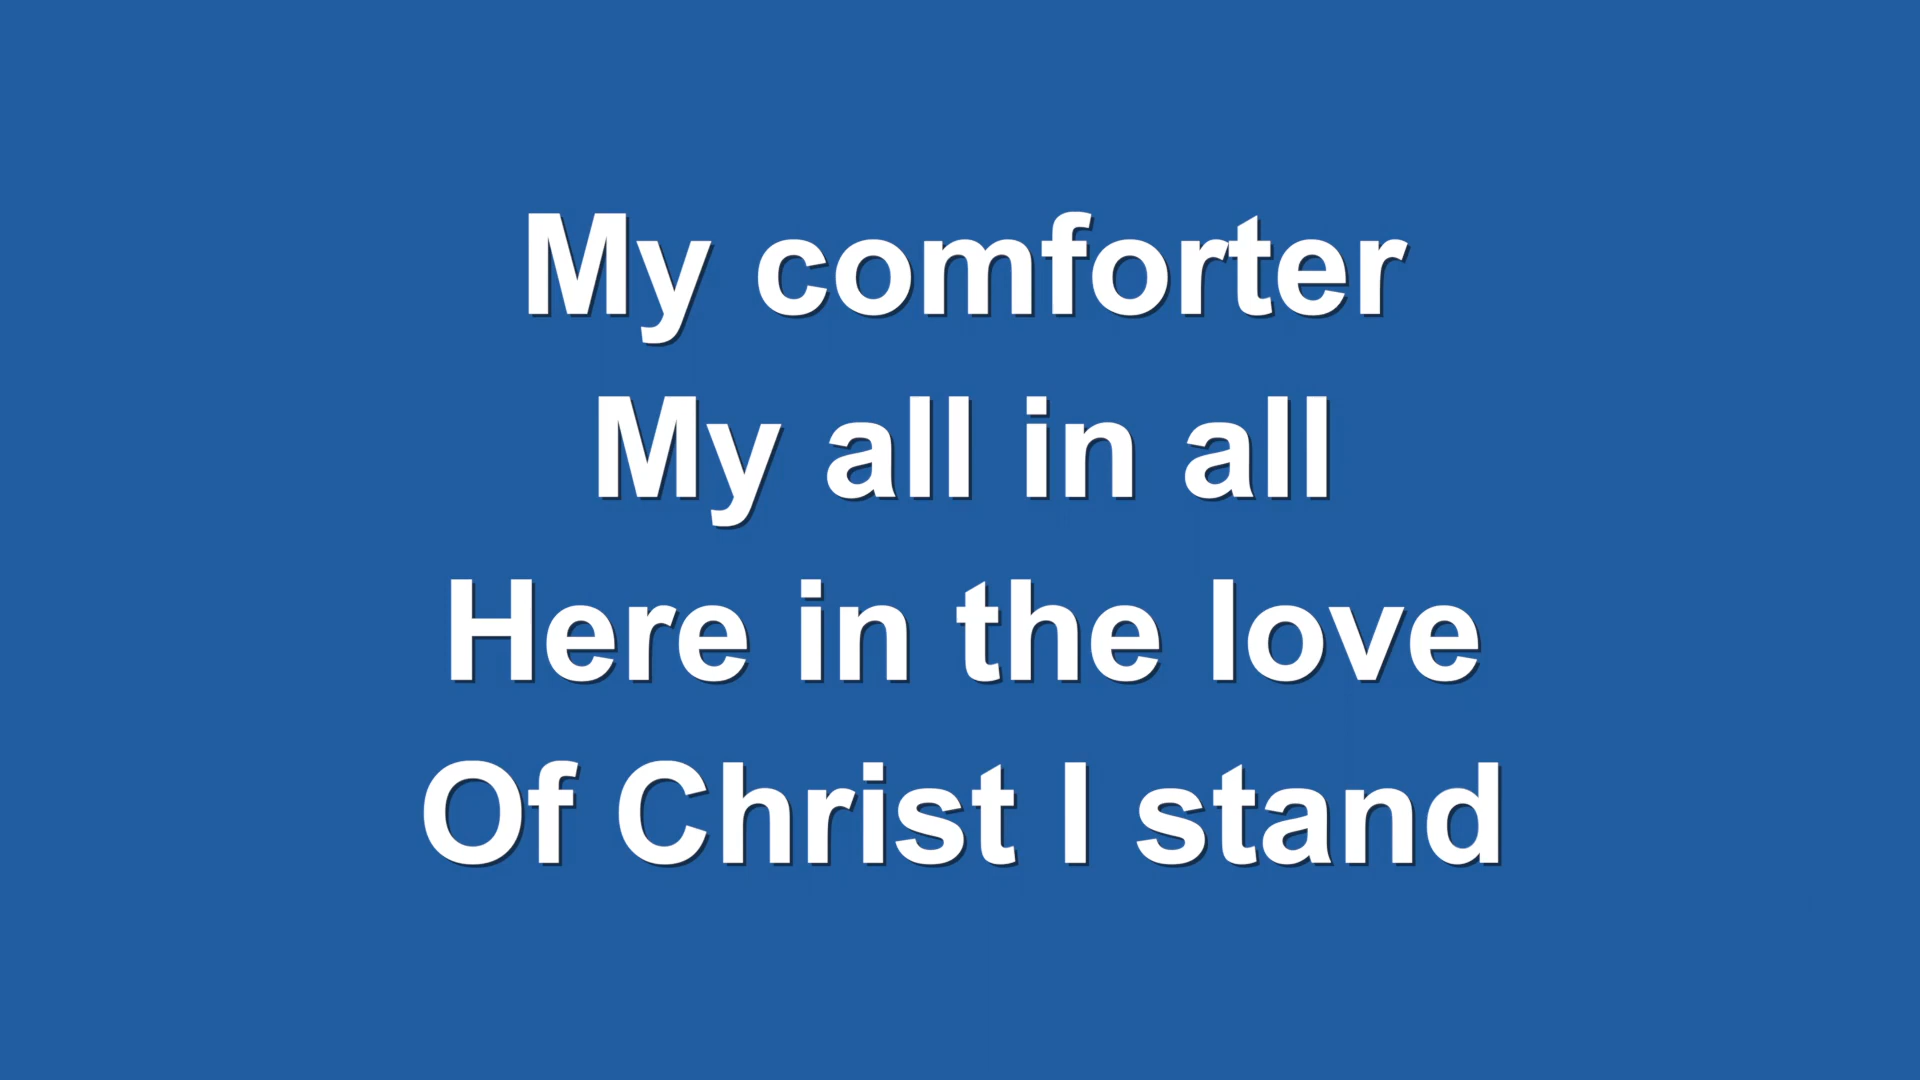 My comforter
My all in all
Here in the love
Of Christ I stand